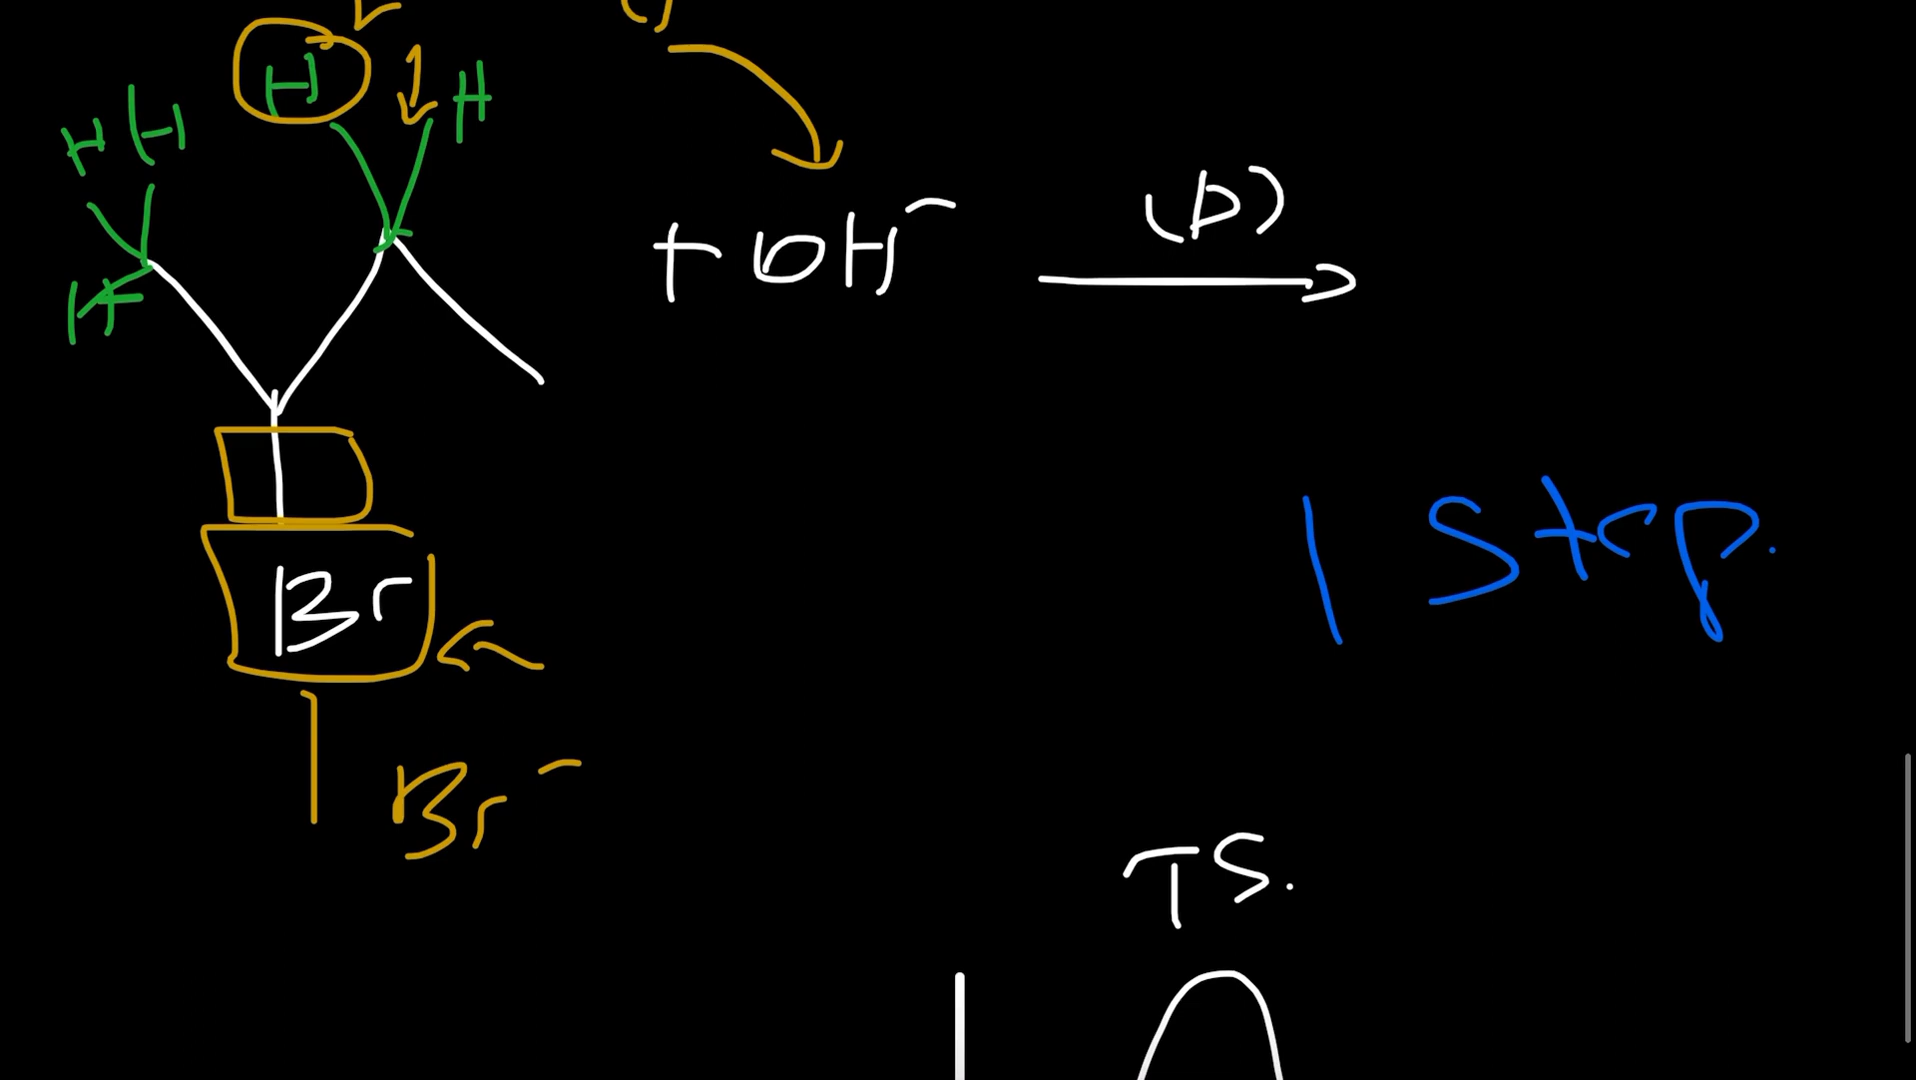 H
H
H H
H
+ OH⁻
(D)
Br
1 Step.
Br⁻
TS.